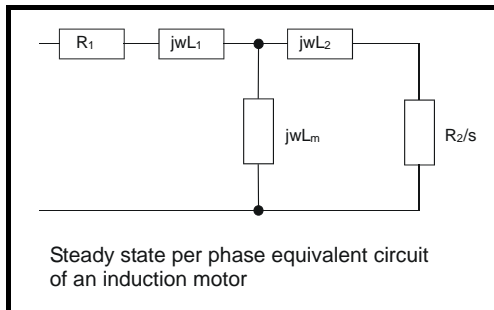 R1
jwL1
jwL2
jwLm
R2/s
Steady state per phase equivalent circuit
of an induction motor